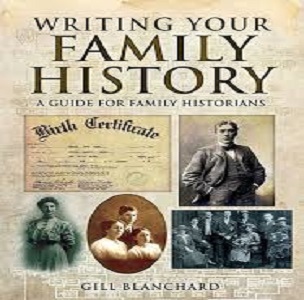 WRITING YOUR
FAMILY
HISTORY
A GUIDE FOR FAMILY HISTORIANS
Birth Certificate
GILL BLANCHARD